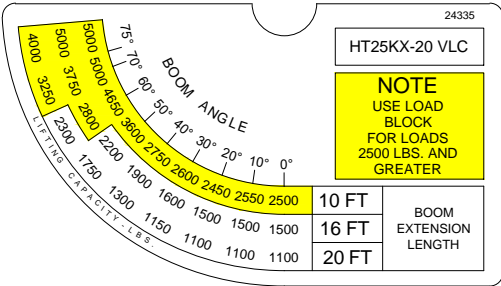 24335
HT25KX-20 VLC
NOTE
USE LOAD
BLOCK
FOR LOADS
2500 LBS. AND
GREATER
BOOM ANGLE
75° 70° 60° 50° 40° 30° 20° 10° 0°
5000 5000 4650 3600 2750 2600 2450 2550 2500 10 FT
5000 3750 2800 2200 1900 1600 1500 1500 1500 16 FT
4000 3250 2300 1750 1300 1150 1100 1100 1100 20 FT
LIFTING CAPACITY-LBS.
BOOM
EXTENSION
LENGTH